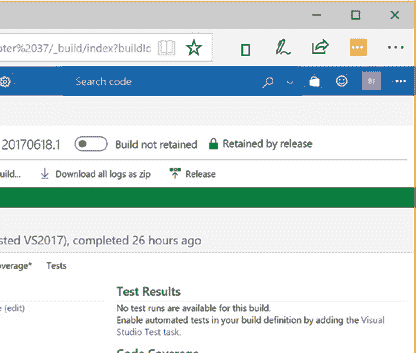 oter%2037/_build/index?buildIc
Search code
20170618.1 Build not retained Retained by release
uild... Download all logs as zip Release
sted VS2017), completed 26 hours ago
overage* Tests
e (edit)
Test Results
No test runs are available for this build.
Enable automated tests in your build definition by adding the Visual
Studio Test task.
Code Coverage